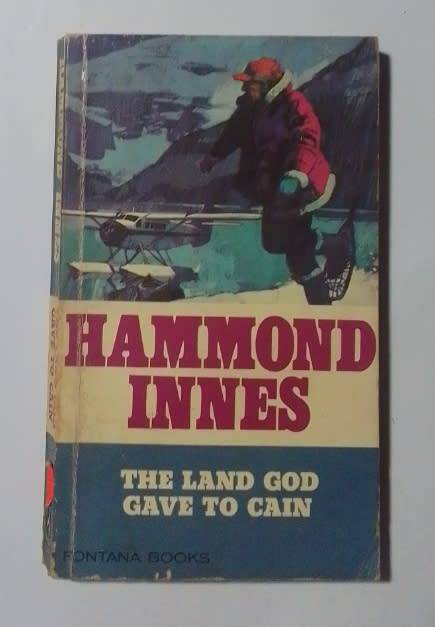 HAMMOND
INNES
THE LAND GOD
GAVE TO CAIN
FONTANA BOOKS